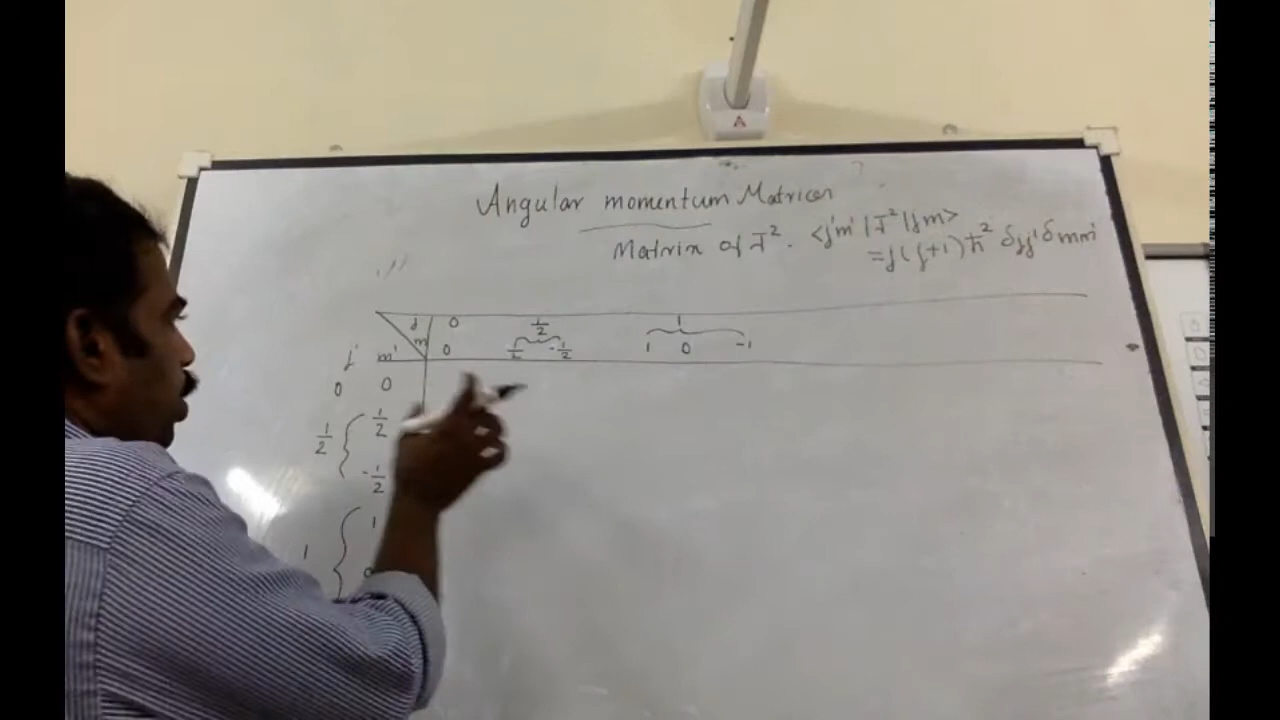 Angular momentum Matrices
Matrix of J². <j'm'|J²|jm>
= j(j+1)ħ² δjj' δmm'
j 0 1/2 1
m 0 1/2 -1/2 1 0 -1
j' m'
0 0
1/2 1/2
-1/2
1 1
0